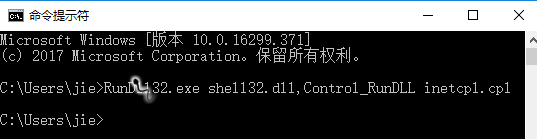 命令提示符
Microsoft Windows [版本 10.0.16299.371]
(c) 2017 Microsoft Corporation。保留所有权利。
C:\Users\jie>RunDll32.exe shell32.dll,Control_RunDLL inetcpl.cpl
C:\Users\jie>